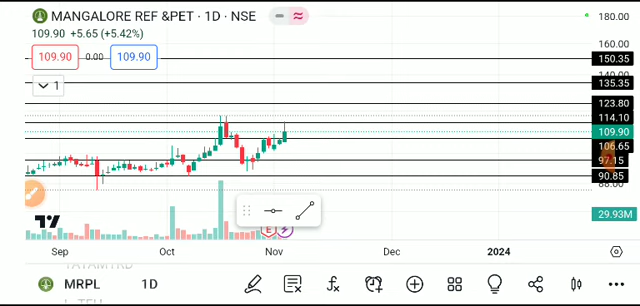 MANGALORE REF &PET · 1D · NSE
109.90 +5.65 (+5.42%)
109.90 0.00 109.90
1
180.00
160.00
150.35
140.00
135.35
123.80
114.10
109.90
106.65
97.15
90.85
88.00
29.93M
E
Sep Oct Nov Dec 2024
MRPL 1D